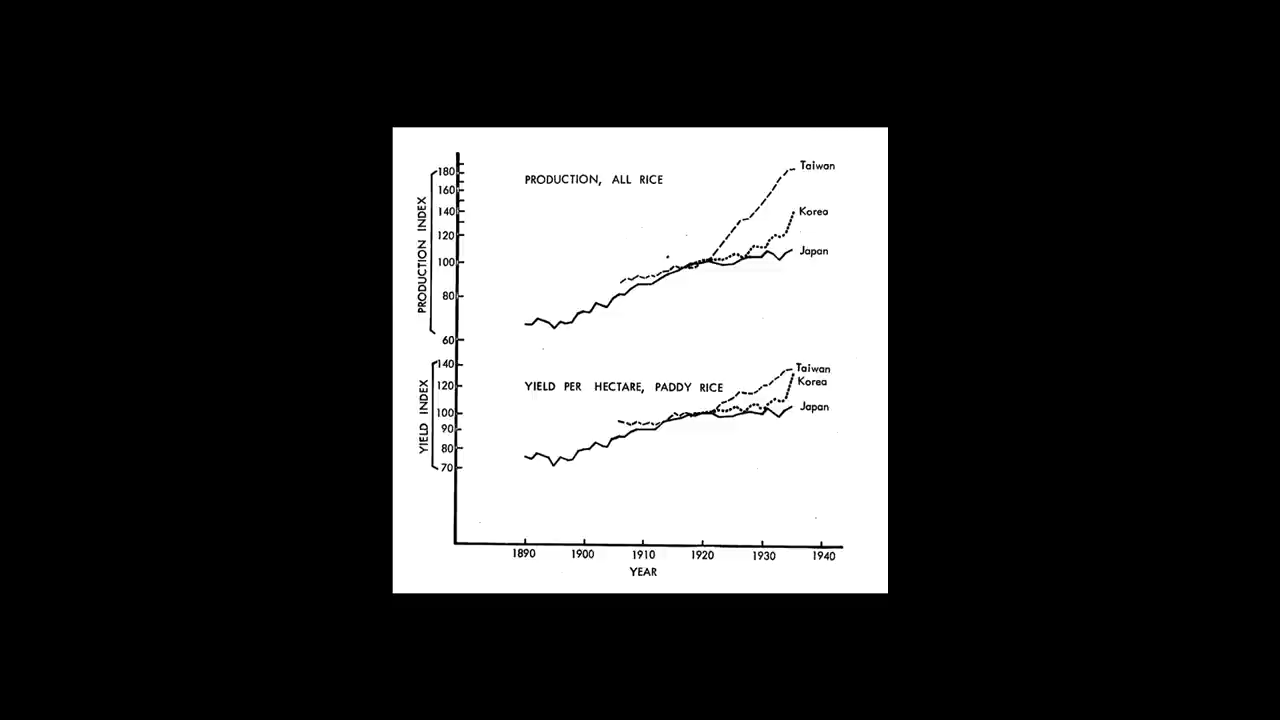 PRODUCTION, ALL RICE
PRODUCTION INDEX
180
160
140
120
100
80
60
Taiwan
Korea
Japan
YIELD PER HECTARE, PADDY RICE
YIELD INDEX
140
120
100
90
80
70
Taiwan
Korea
Japan
1890 1900 1910 1920 1930 1940
YEAR